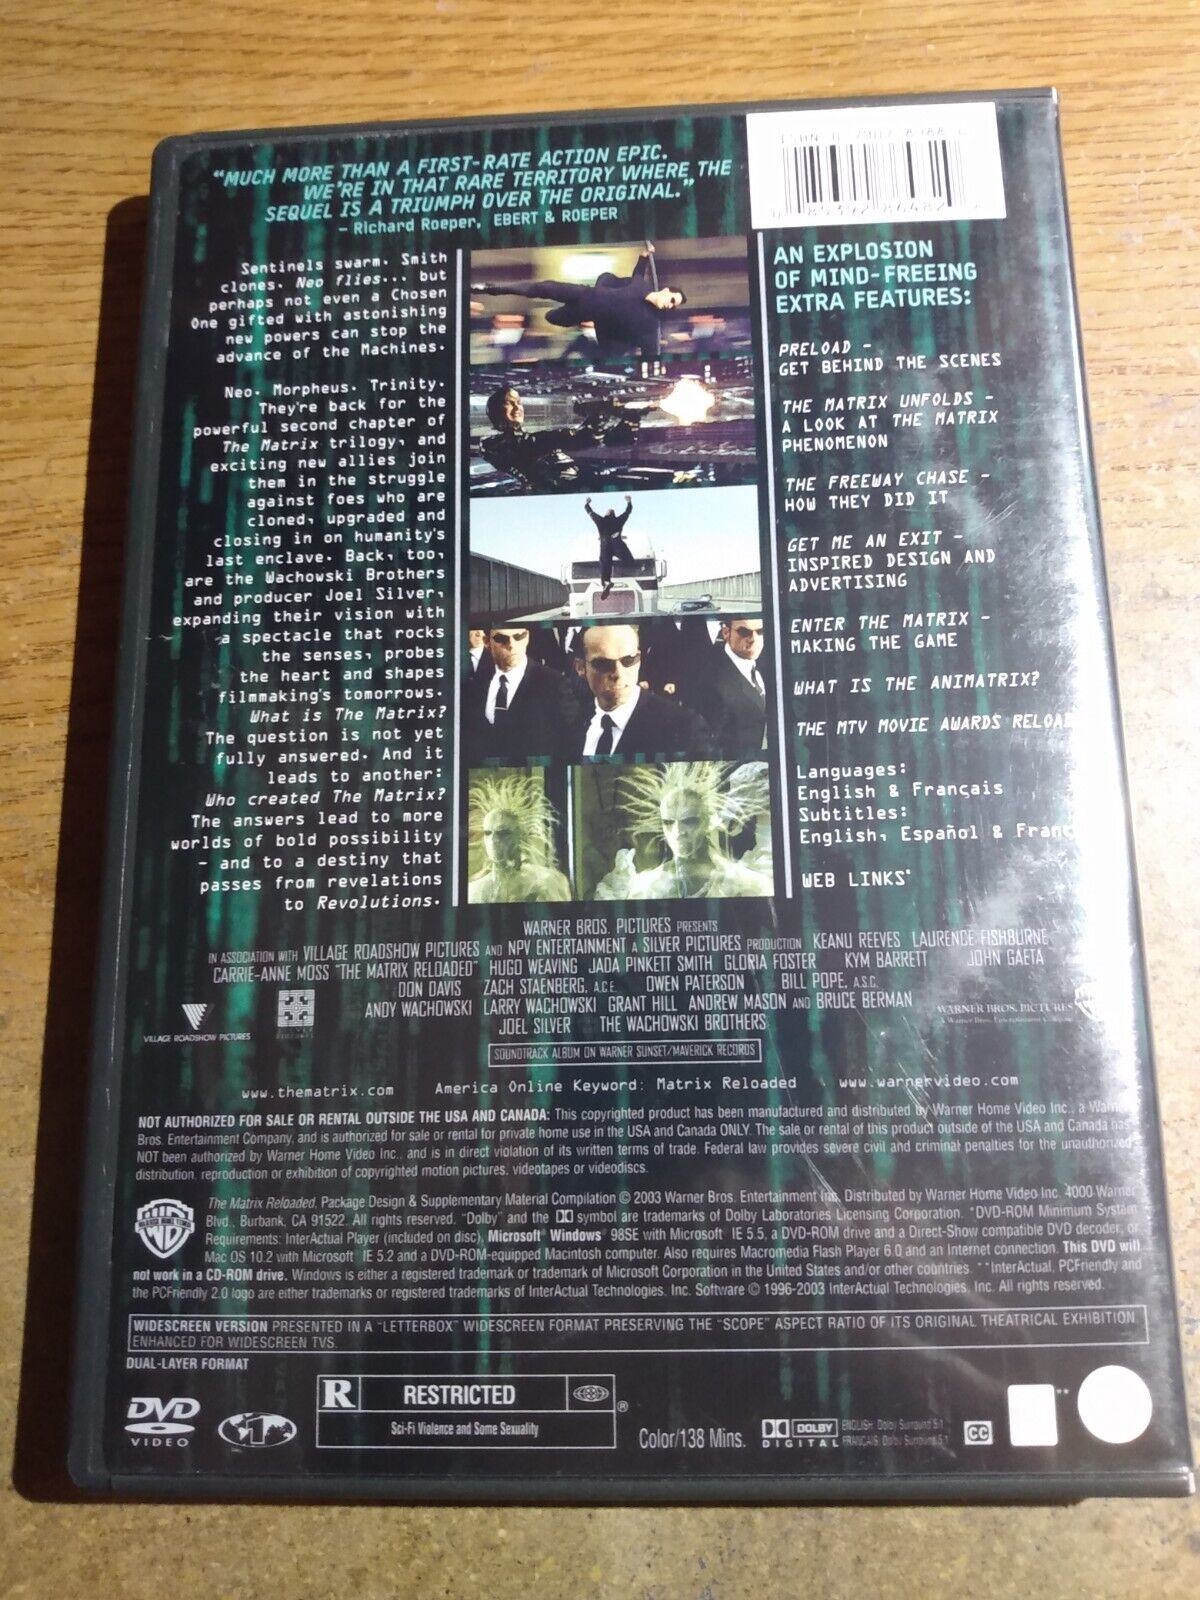 “MUCH MORE THAN A FIRST-RATE ACTION EPIC.
WE'RE IN THAT RARE TERRITORY WHERE THE
SEQUEL IS A TRIUMPH OVER THE ORIGINAL.”
– Richard Roeper, EBERT & ROEPER
Sentinels swarm. Smith
clones. Neo flies... but
perhaps not even a Chosen
One gifted with astonishing
new powers can stop the
advance of the Machines.
Neo. Morpheus. Trinity.
They're back for the
powerful second chapter of
The Matrix trilogy, and
exciting new allies join
them in the struggle
against foes who are
cloned, upgraded and
closing in on humanity's
last enclave. Back, too,
are the Wachowski Brothers
and producer Joel Silver,
expanding their vision with
a spectacle that rocks
the senses, probes
the heart and shapes
filmmaking's tomorrows.
What is The Matrix?
The question is not yet
fully answered. And it
leads to another:
Who created The Matrix?
The answers lead to more
worlds of bold possibility
– and to a destiny that
passes from revelations
to Revolutions.
ISBN 0
85392 86482
AN EXPLOSION
OF MIND-FREEING
EXTRA FEATURES:
PRELOAD –
GET BEHIND THE SCENES
THE MATRIX UNFOLDS –
A LOOK AT THE MATRIX
PHENOMENON
THE FREEWAY CHASE –
HOW THEY DID IT
GET ME AN EXIT –
INSPIRED DESIGN AND
ADVERTISING
ENTER THE MATRIX –
MAKING THE GAME
WHAT IS THE ANIMATRIX?
THE MTV MOVIE AWARDS RELOAD
Languages:
English & Français
Subtitles:
English, Español & Franç
WEB LINKS*
WARNER BROS. PICTURES PRESENTS
IN ASSOCIATION WITH VILLAGE ROADSHOW PICTURES AND NPV ENTERTAINMENT A SILVER PICTURES PRODUCTION KEANU REEVES LAURENCE FISHBURNE
CARRIE-ANNE MOSS "THE MATRIX RELOADED" HUGO WEAVING JADA PINKETT SMITH GLORIA FOSTER KYM BARRETT JOHN GAETA
DON DAVIS ZACH STAENBERG, A.C.E. OWEN PATERSON BILL POPE, A.S.C.
ANDY WACHOWSKI LARRY WACHOWSKI GRANT HILL ANDREW MASON AND BRUCE BERMAN
JOEL SILVER THE WACHOWSKI BROTHERS
VILLAGE ROADSHOW PICTURES
WARNER BROS. PICTURES
SOUNDTRACK ALBUM ON WARNER SUNSET/MAVERICK RECORDS
www.thematrix.com America Online Keyword: Matrix Reloaded www.warnervideo.com
NOT AUTHORIZED FOR SALE OR RENTAL OUTSIDE THE USA AND CANADA: This copyrighted product has been manufactured and distributed by Warner Home Video Inc., a Warner
Bros. Entertainment Company, and is authorized for sale or rental for private home use in the USA and Canada ONLY. The sale or rental of this product outside of the USA and Canada has
NOT been authorized by Warner Home Video Inc., and is in direct violation of its written terms of trade. Federal law provides severe civil and criminal penalties for the unauthorized
distribution, reproduction or exhibition of copyrighted motion pictures, videotapes or videodiscs.
The Matrix Reloaded. Package Design & Supplementary Material Compilation © 2003 Warner Bros. Entertainment Inc. Distributed by Warner Home Video Inc. 4000 Warner
Blvd., Burbank, CA 91522. All rights reserved. "Dolby" and the symbol are trademarks of Dolby Laboratories Licensing Corporation. *DVD-ROM Minimum System
Requirements: InterActual Player (included on disc), Microsoft® Windows® 98SE with Microsoft® IE 5.5, a DVD-ROM drive and a Direct-Show compatible DVD decoder, or
Mac OS 10.2 with Microsoft® IE 5.2 and a DVD-ROM-equipped Macintosh computer. Also requires Macromedia Flash Player 6.0 and an Internet connection. This DVD will
not work in a CD-ROM drive. Windows is either a registered trademark or trademark of Microsoft Corporation in the United States and/or other countries. **InterActual, PCFriendly and
the PCFriendly 2.0 logo are either trademarks or registered trademarks of InterActual Technologies, Inc. Software © 1996-2003 InterActual Technologies, Inc. All rights reserved.
WIDESCREEN VERSION PRESENTED IN A "LETTERBOX" WIDESCREEN FORMAT PRESERVING THE "SCOPE" ASPECT RATIO OF ITS ORIGINAL THEATRICAL EXHIBITION.
ENHANCED FOR WIDESCREEN TVS.
DUAL-LAYER FORMAT
DVD
VIDEO
1
R RESTRICTED ®
Sci-Fi Violence and Some Sexuality
Color/138 Mins.
DOLBY
DIGITAL
ENGLISH: Dolby Surround 5.1
FRANÇAIS: Dolby Surround 5.1
CC
**